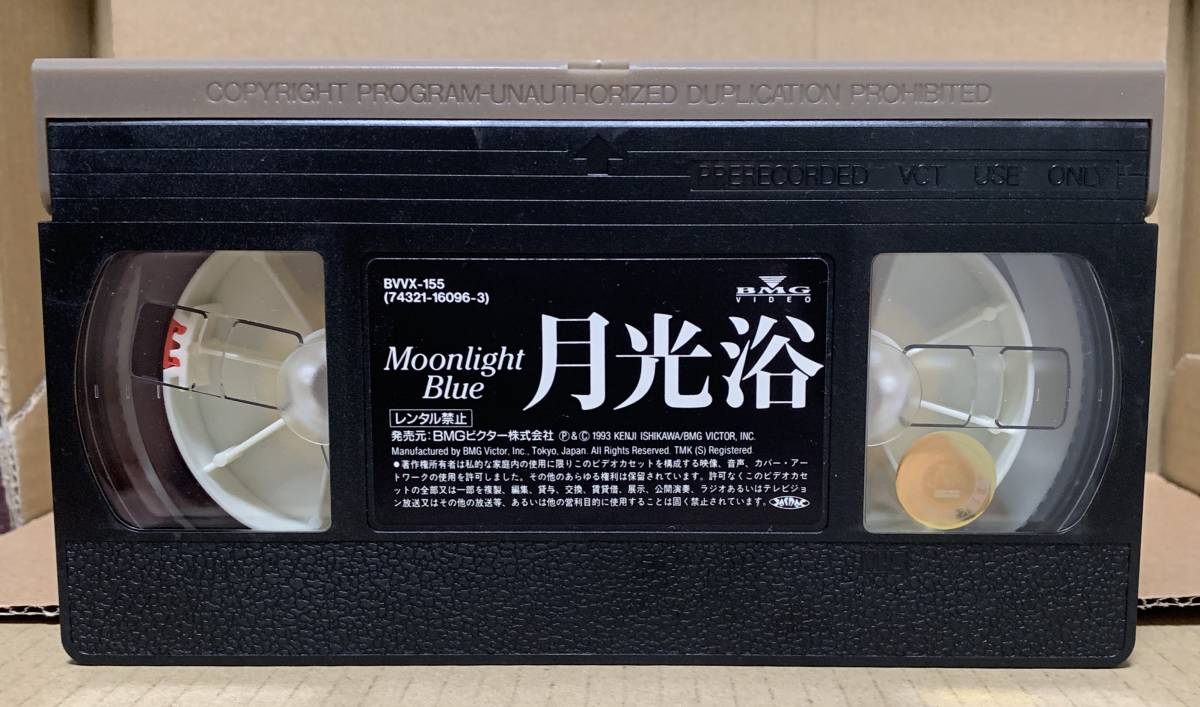 COPYRIGHT PROGRAM-UNAUTHORIZED DUPLICATION PROHIBITED
PRERECORDED VCT USE ONLY
BVVX-155
(74321-16096-3)
BMG
VIDEO
Moonlight
Blue
月光浴
レンタル禁止
発売元:BMGビクター株式会社 Ⓟ&Ⓒ 1993 KENJI ISHIKAWA/BMG VICTOR, INC.
Manufactured by BMG Victor, Inc., Tokyo, Japan. All Rights Reserved. TMK (S) Registered.
●著作権所有者は私的な家庭内の使用に限りこのビデオカセットを構成する映像、音声、カバー・アー
トワークを使用を許可しました。その他のあらゆる権利は保留されています。許可なくこのビデオカセ
ットの全部又は一部を複製、編集、貸与、交換、賃貸借、展示、公開演奏、ラジオあるいはテレビジョ
ン放送又はその他の放送等、あるいは他の営利目的に使用することは固く禁止されています。